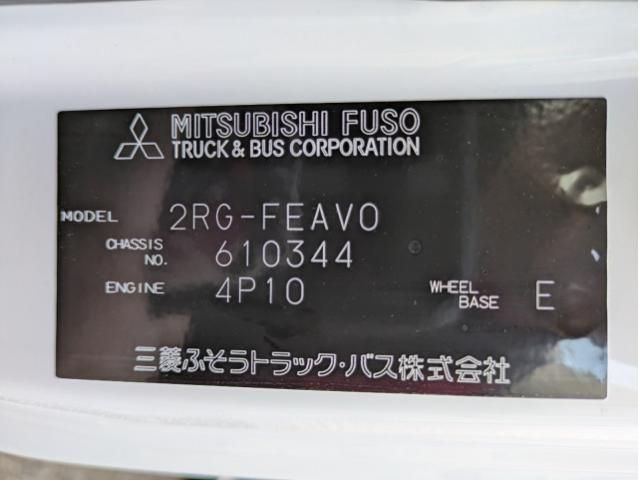 MITSUBISHI FUSO
TRUCK & BUS CORPORATION
MODEL 2RG-FEAV0
CHASSIS NO. 610344
ENGINE 4P10 WHEEL BASE E
三菱ふそうトラック・バス株式会社